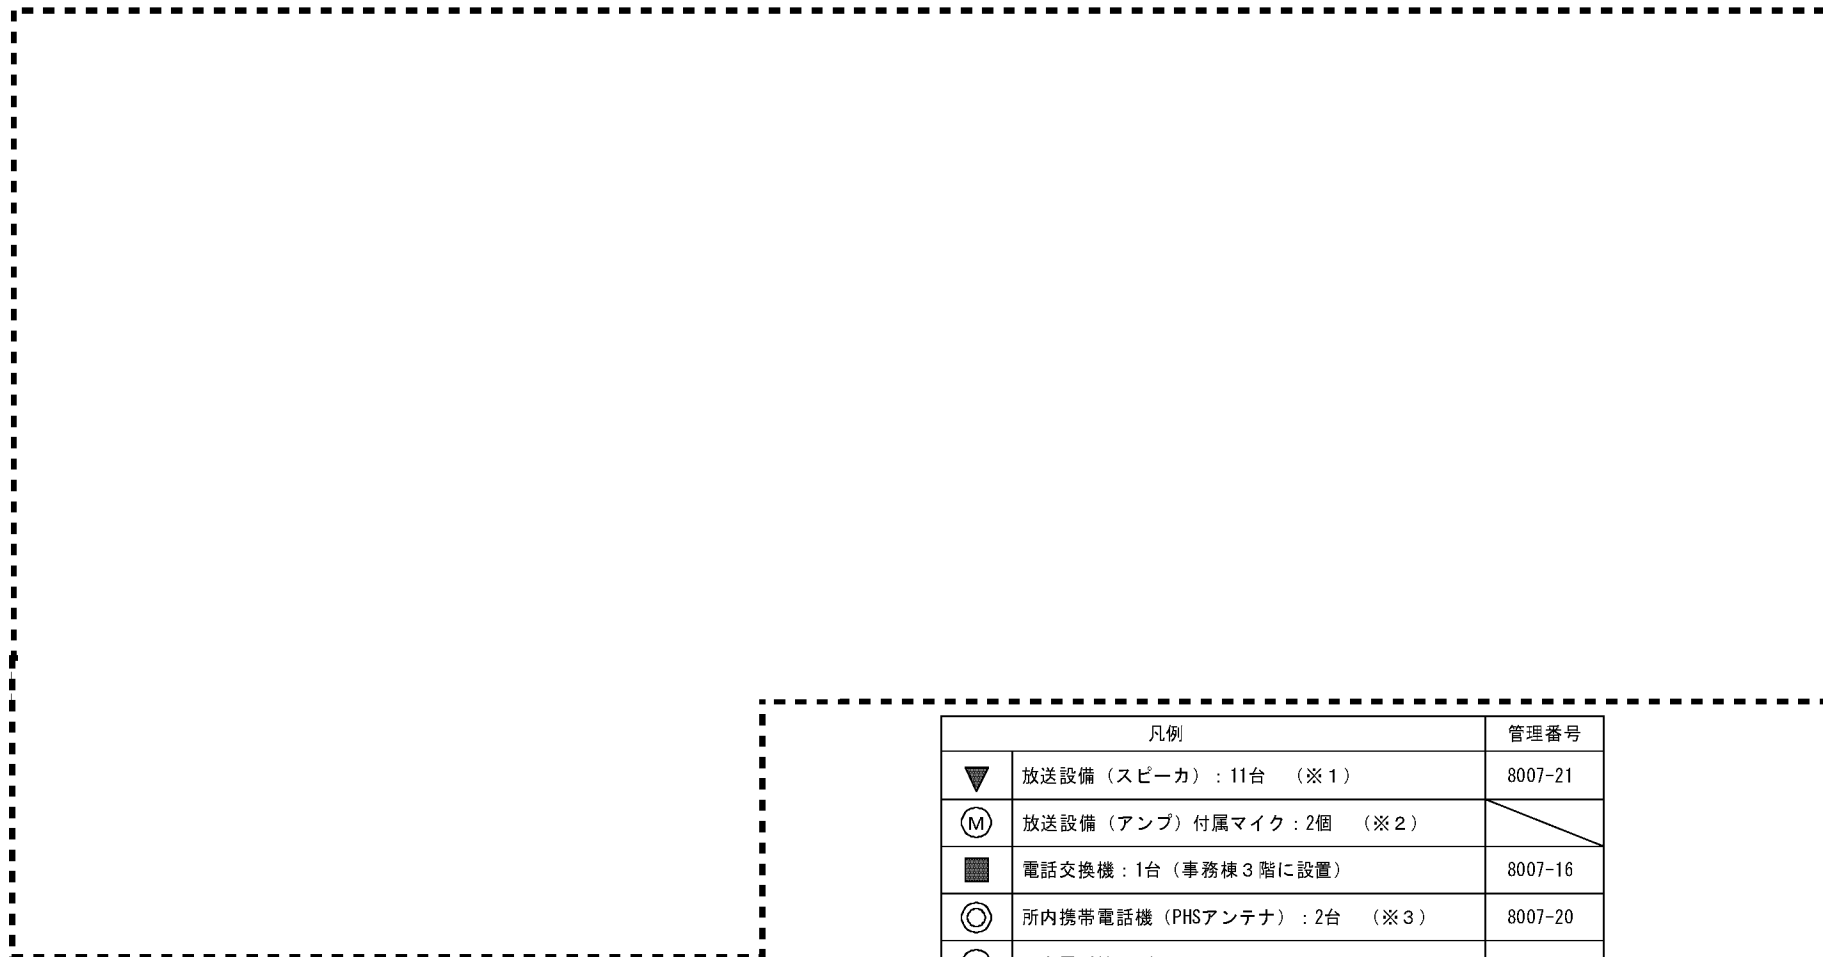 凡例 管理番号
放送設備（スピーカ）：11台　（※１） 8007-21
M 放送設備（アンプ）付属マイク：2個　（※２）
電話交換機：1台（事務棟３階に設置） 8007-16
所内携帯電話機（PHSアンテナ）：2台　（※３） 8007-20